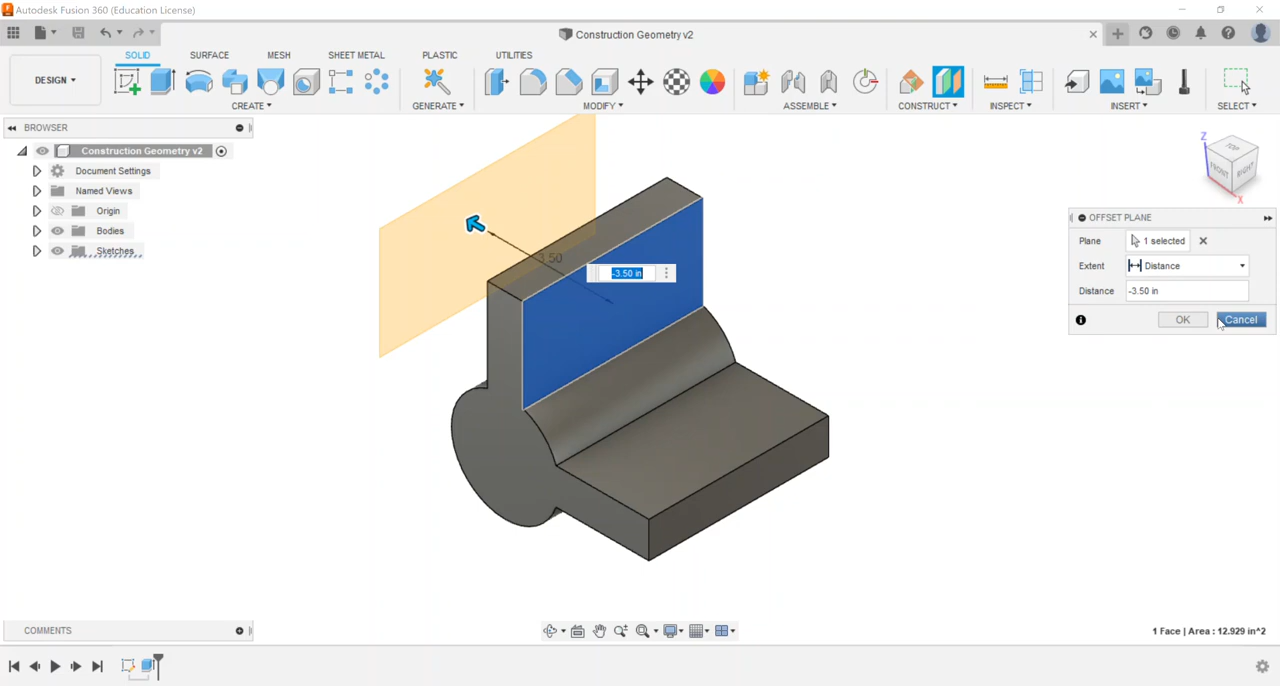 Autodesk Fusion 360 (Education License)
Construction Geometry v2
DESIGN
SOLID SURFACE MESH SHEET METAL PLASTIC UTILITIES
CREATE GENERATE MODIFY ASSEMBLE CONSTRUCT INSPECT INSERT SELECT
BROWSER
Construction Geometry v2
Document Settings
Named Views
Origin
Bodies
Sketches
3.50
-3.50 in
Z
TOP
FRONT RIGHT
X
OFFSET PLANE
Plane 1 selected
Extent Distance
Distance -3.50 in
OK Cancel
COMMENTS
1 Face | Area : 12.929 in^2